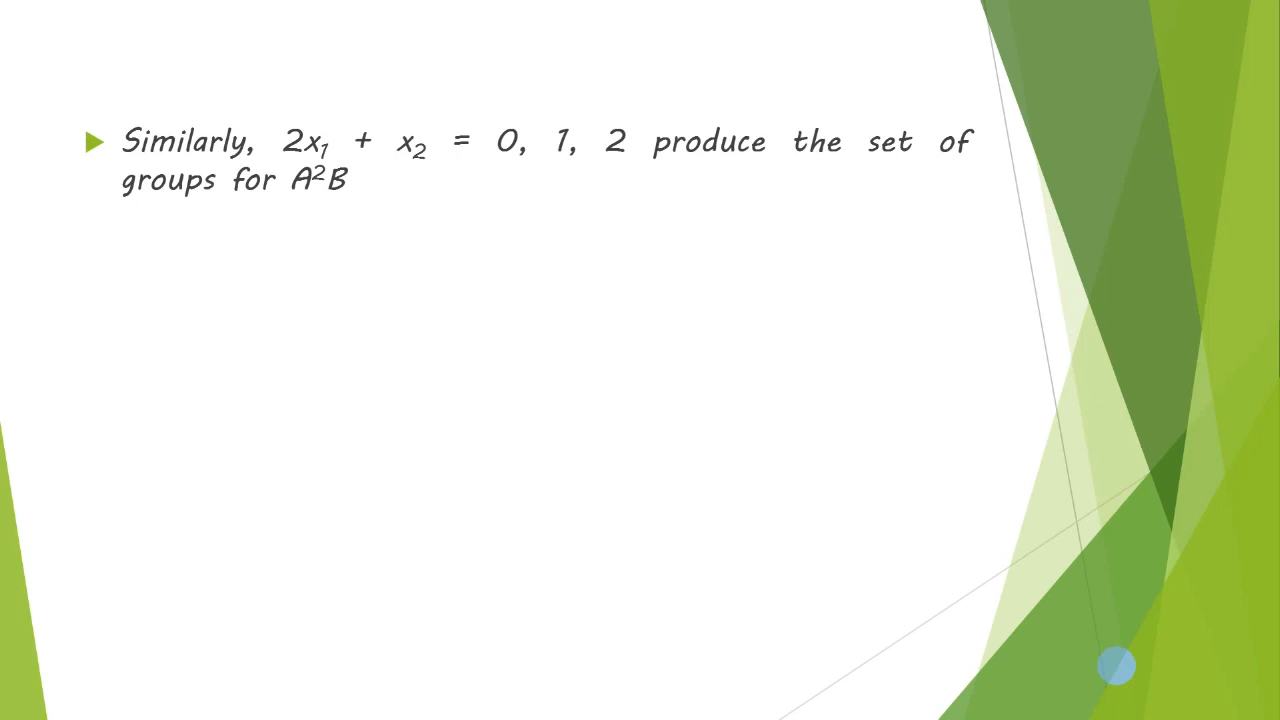 Similarly, 2x₁ + x₂ = 0, 1, 2 produce the set of
groups for A²B